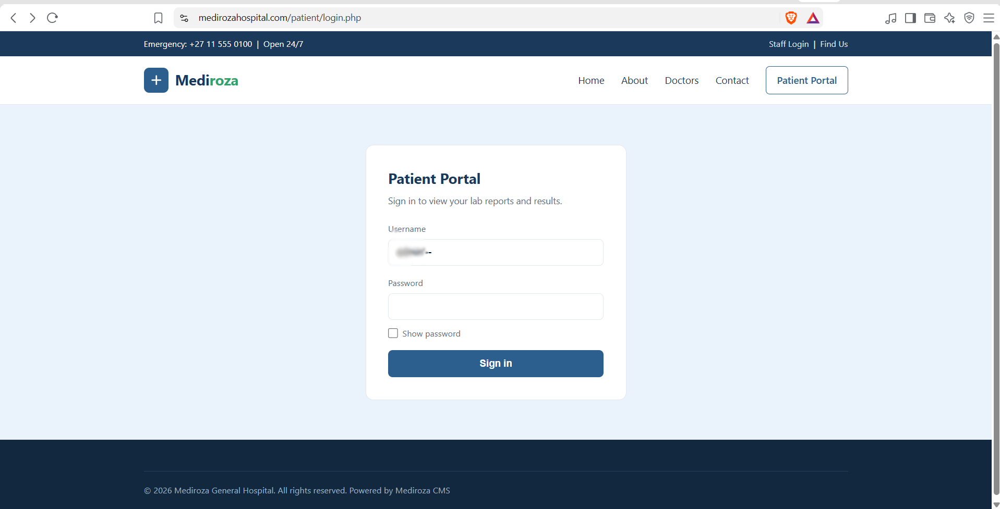 medirozahospital.com/patient/login.php
Emergency: +27 11 555 0100 | Open 24/7
Staff Login | Find Us
Mediroza
Home
About
Doctors
Contact
Patient Portal
Patient Portal
Sign in to view your lab reports and results.
Username
Password
Show password
Sign in
© 2026 Mediroza General Hospital. All rights reserved. Powered by Mediroza CMS